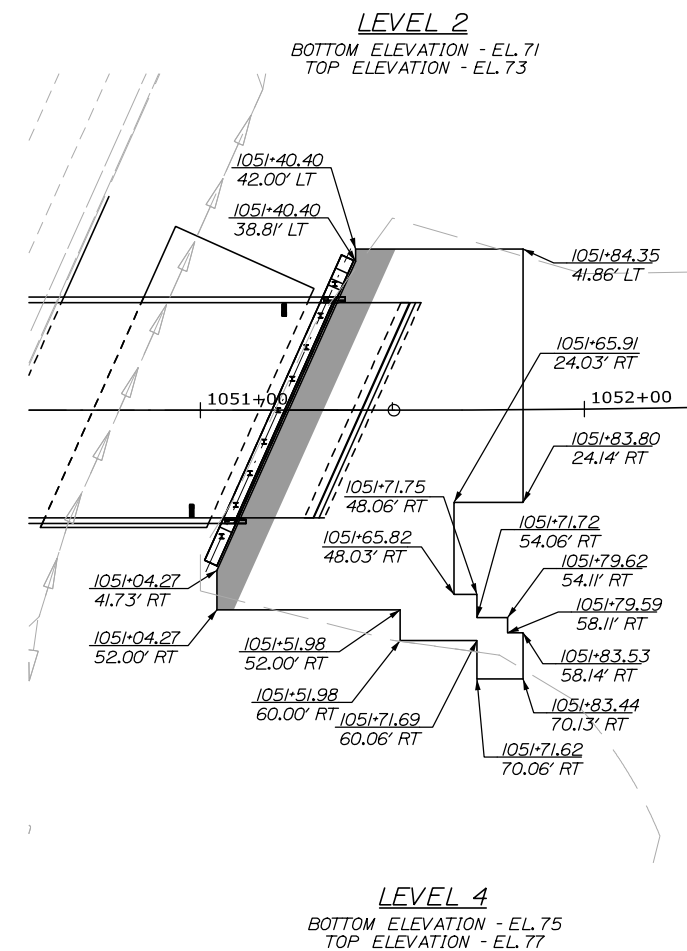 LEVEL 2
BOTTOM ELEVATION - EL.71
TOP ELEVATION - EL.73
1051+40.40
42.00' LT
1051+40.40
38.81' LT
1051+84.35
41.86' LT
1051+65.91
24.03' RT
1051+00
1052+00
1051+83.80
24.14' RT
1051+71.75
48.06' RT
1051+71.72
54.06' RT
1051+65.82
48.03' RT
1051+79.62
54.11' RT
1051+04.27
41.73' RT
1051+79.59
58.11' RT
1051+04.27
52.00' RT
1051+51.98
52.00' RT
1051+83.53
58.14' RT
1051+51.98
60.00' RT
1051+71.69
60.06' RT
1051+83.44
70.13' RT
1051+71.62
70.06' RT
LEVEL 4
BOTTOM ELEVATION - EL.75
TOP ELEVATION - EL.77